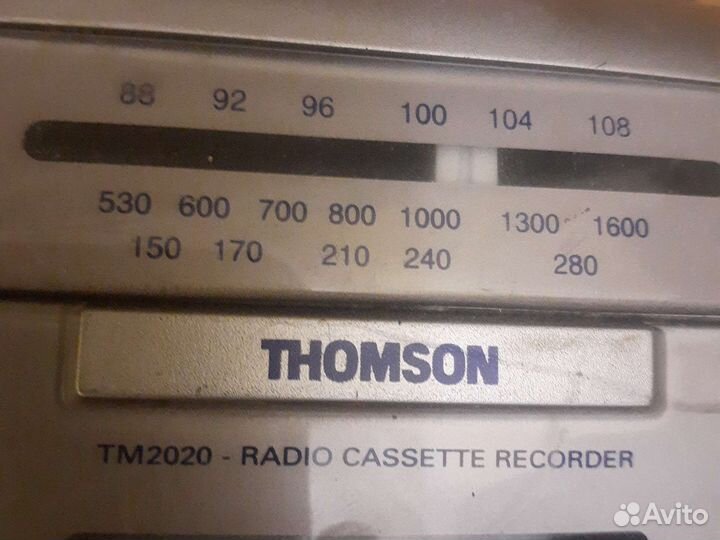 88 92 96 100 104 108
530 600 700 800 1000 1300 1600
150 170 210 240 280
THOMSON
TM2020 - RADIO CASSETTE RECORDER
Avito